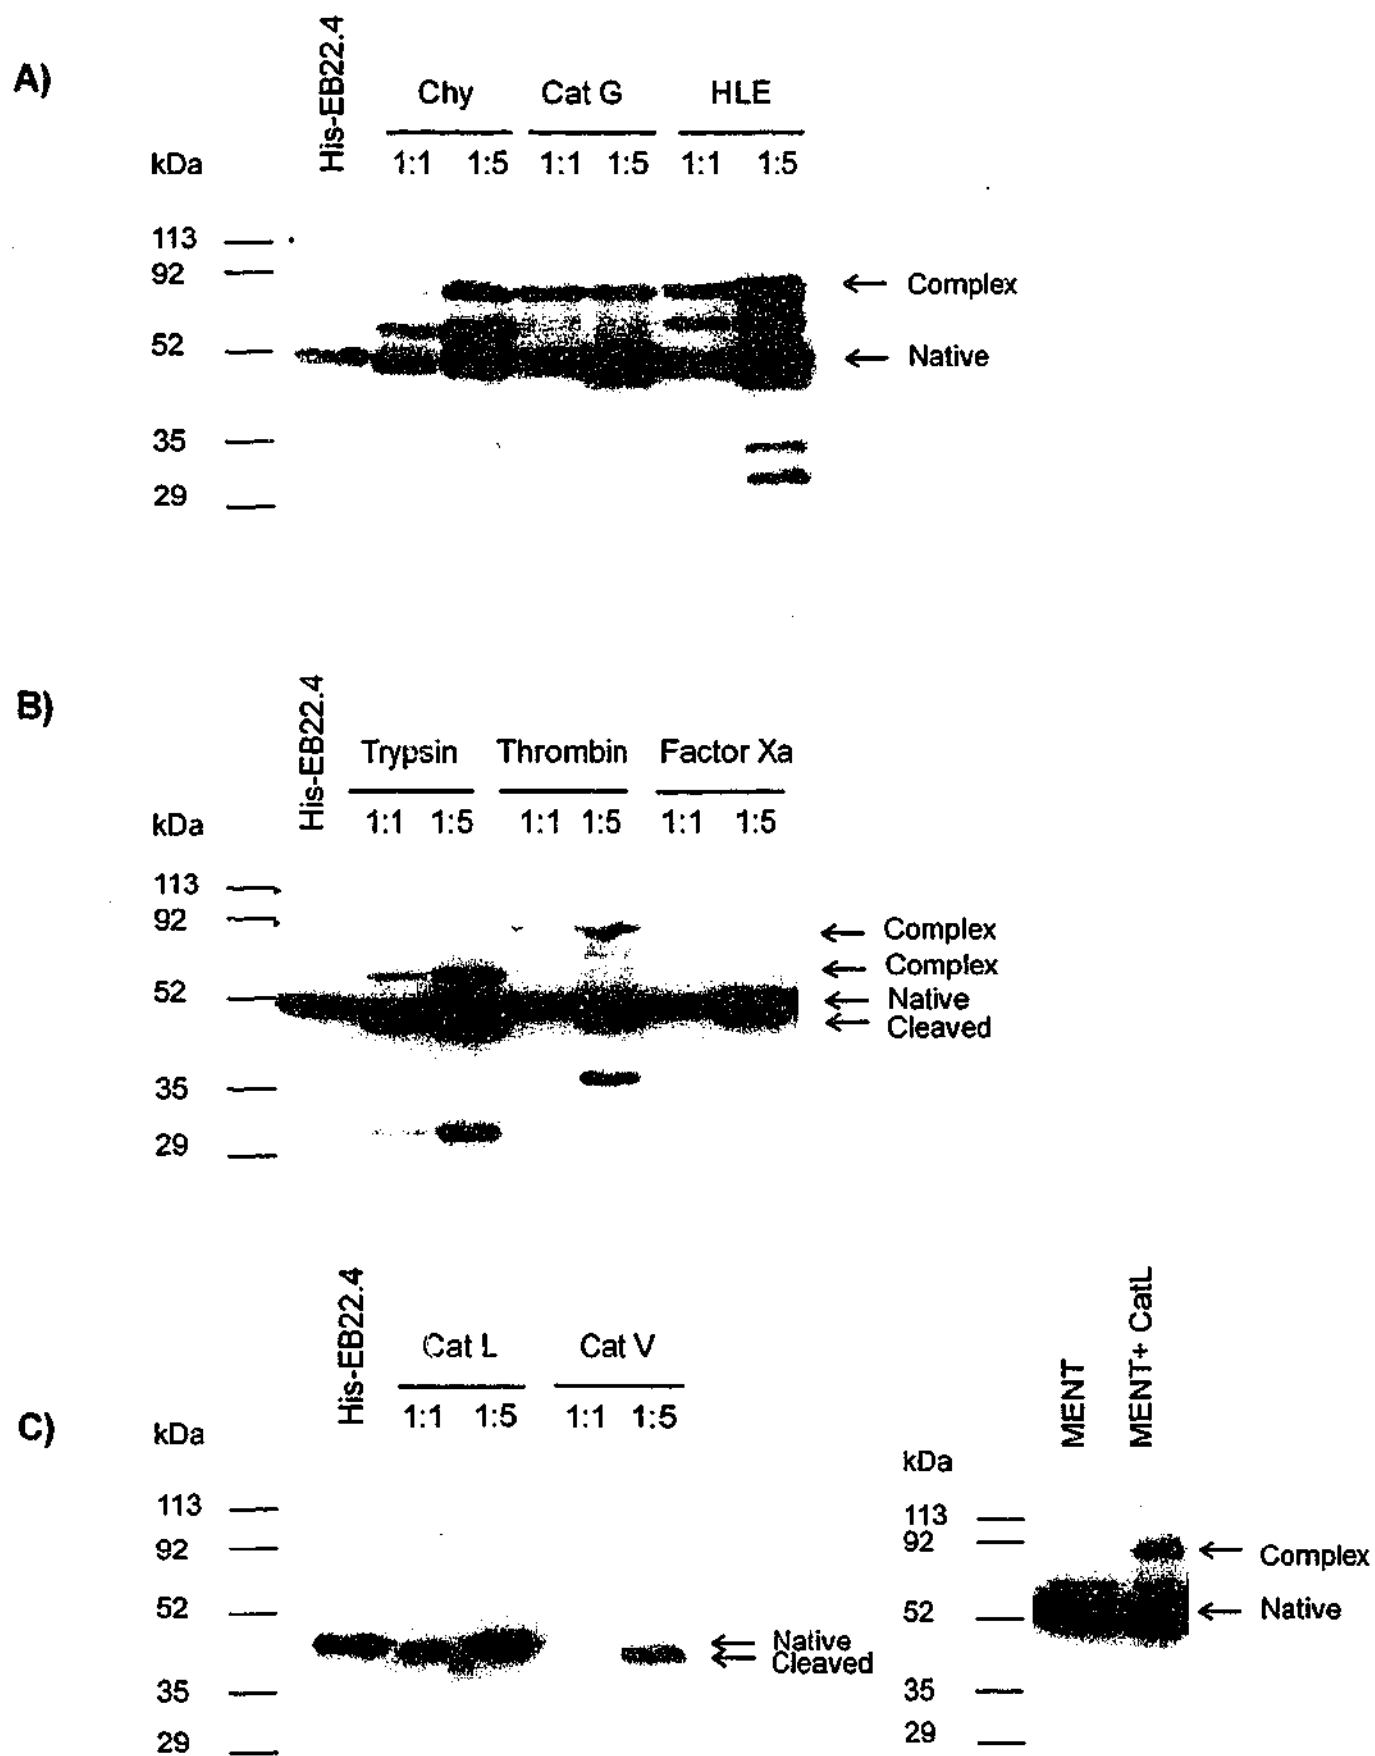 A)
His-EB22.4
Chy Cat G HLE
kDa 1:1 1:5 1:1 1:5 1:1 1:5
113
92
Complex
52
Native
35
29
B)
His-EB22.4
Trypsin Thrombin Factor Xa
kDa 1:1 1:5 1:1 1:5 1:1 1:5
113
92
Complex
Complex
52
Native
Cleaved
35
29
C)
His-EB22.4
Cat L Cat V
kDa 1:1 1:5 1:1 1:5
113
92
52
Native
Cleaved
35
29
MENT
MENT+ CatL
kDa
113
92
Complex
52
Native
35
29